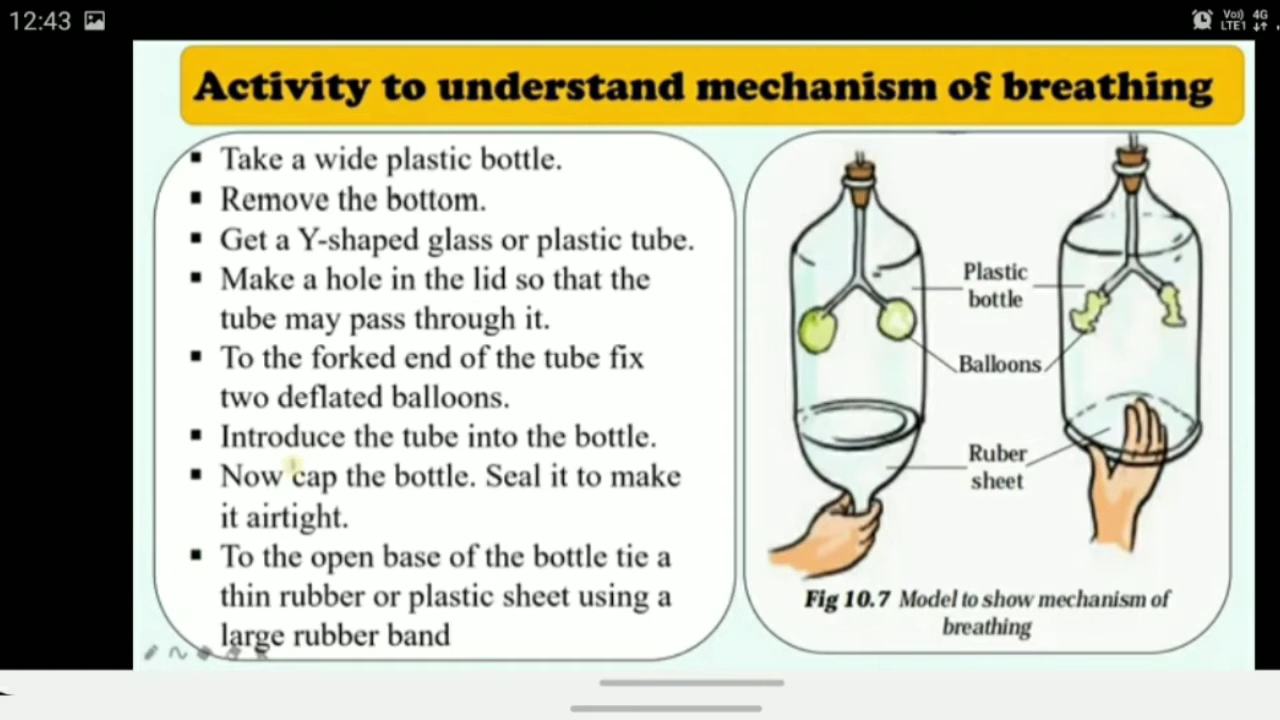 12:43
Vo) 4G
LTE1
Activity to understand mechanism of breathing
▪ Take a wide plastic bottle.
▪ Remove the bottom.
▪ Get a Y-shaped glass or plastic tube.
▪ Make a hole in the lid so that the
tube may pass through it.
▪ To the forked end of the tube fix
two deflated balloons.
▪ Introduce the tube into the bottle.
▪ Now cap the bottle. Seal it to make
it airtight.
▪ To the open base of the bottle tie a
thin rubber or plastic sheet using a
large rubber band
Plastic
bottle
Balloons
Ruber
sheet
Fig 10.7 Model to show mechanism of
breathing